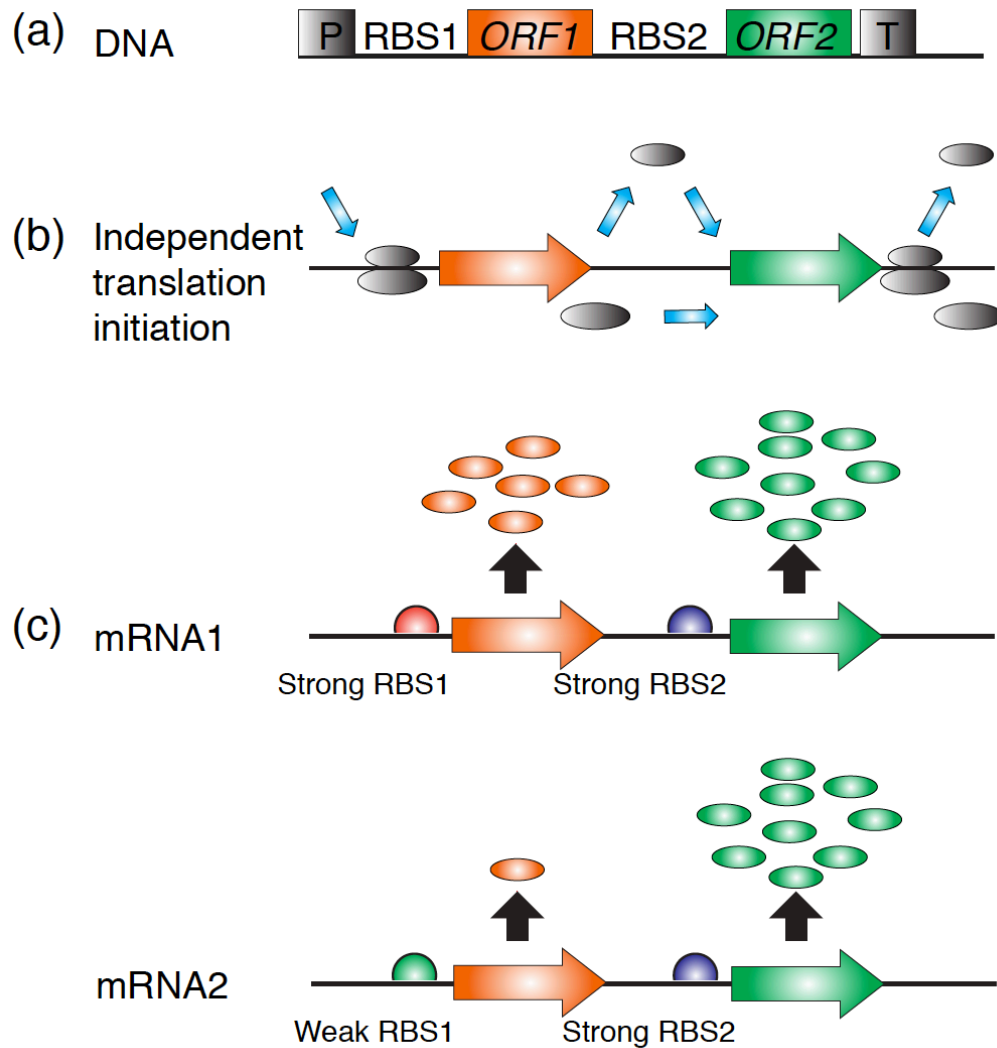 (a) DNA P RBS1 ORF1 RBS2 ORF2 T
(b) Independent
translation
initiation
(c) mRNA1
Strong RBS1 Strong RBS2
mRNA2
Weak RBS1 Strong RBS2